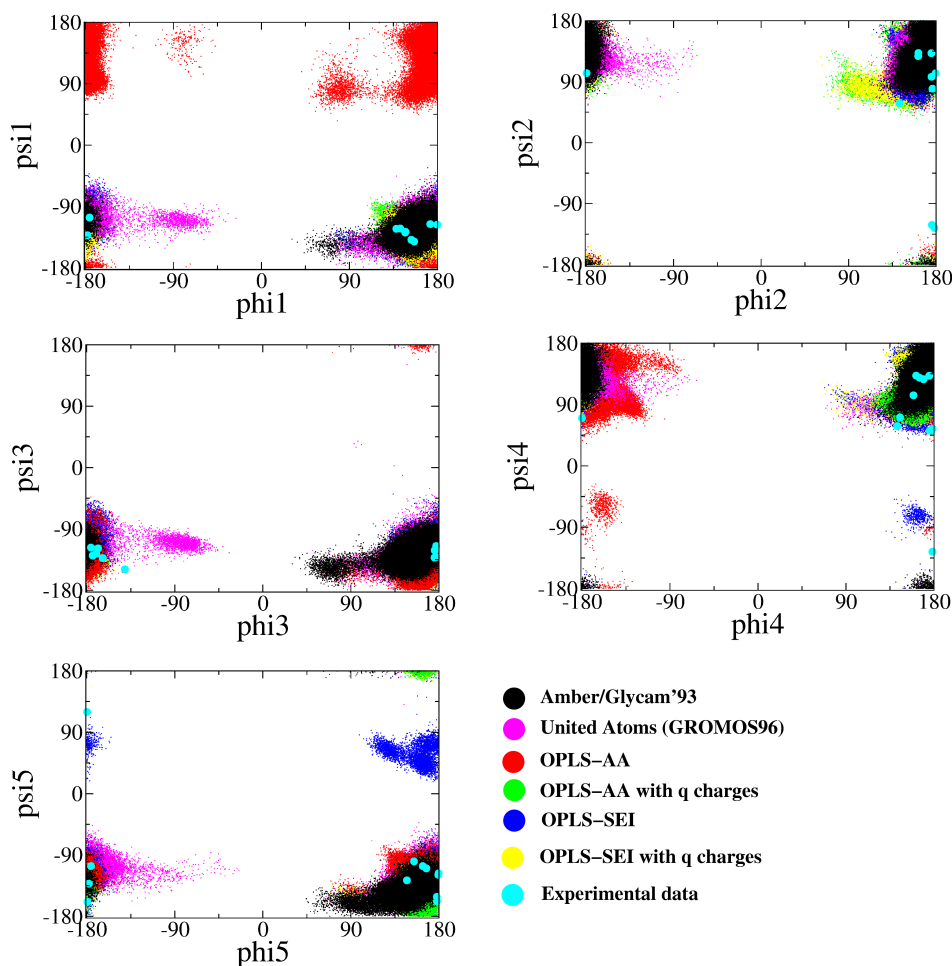 180
90
0
-90
-180
psi1
-180 -90 0 90 180
phi1
180
90
0
-90
-180
psi2
-180 -90 0 90 180
phi2
180
90
0
-90
-180
psi3
-180 -90 0 90 180
phi3
180
90
0
-90
-180
psi4
-180 -90 0 90 180
phi4
180
90
0
-90
-180
psi5
-180 -90 0 90 180
phi5
Amber/Glycam'93
United Atoms (GROMOS96)
OPLS−AA
OPLS−AA with q charges
OPLS−SEI
OPLS−SEI with q charges
Experimental data